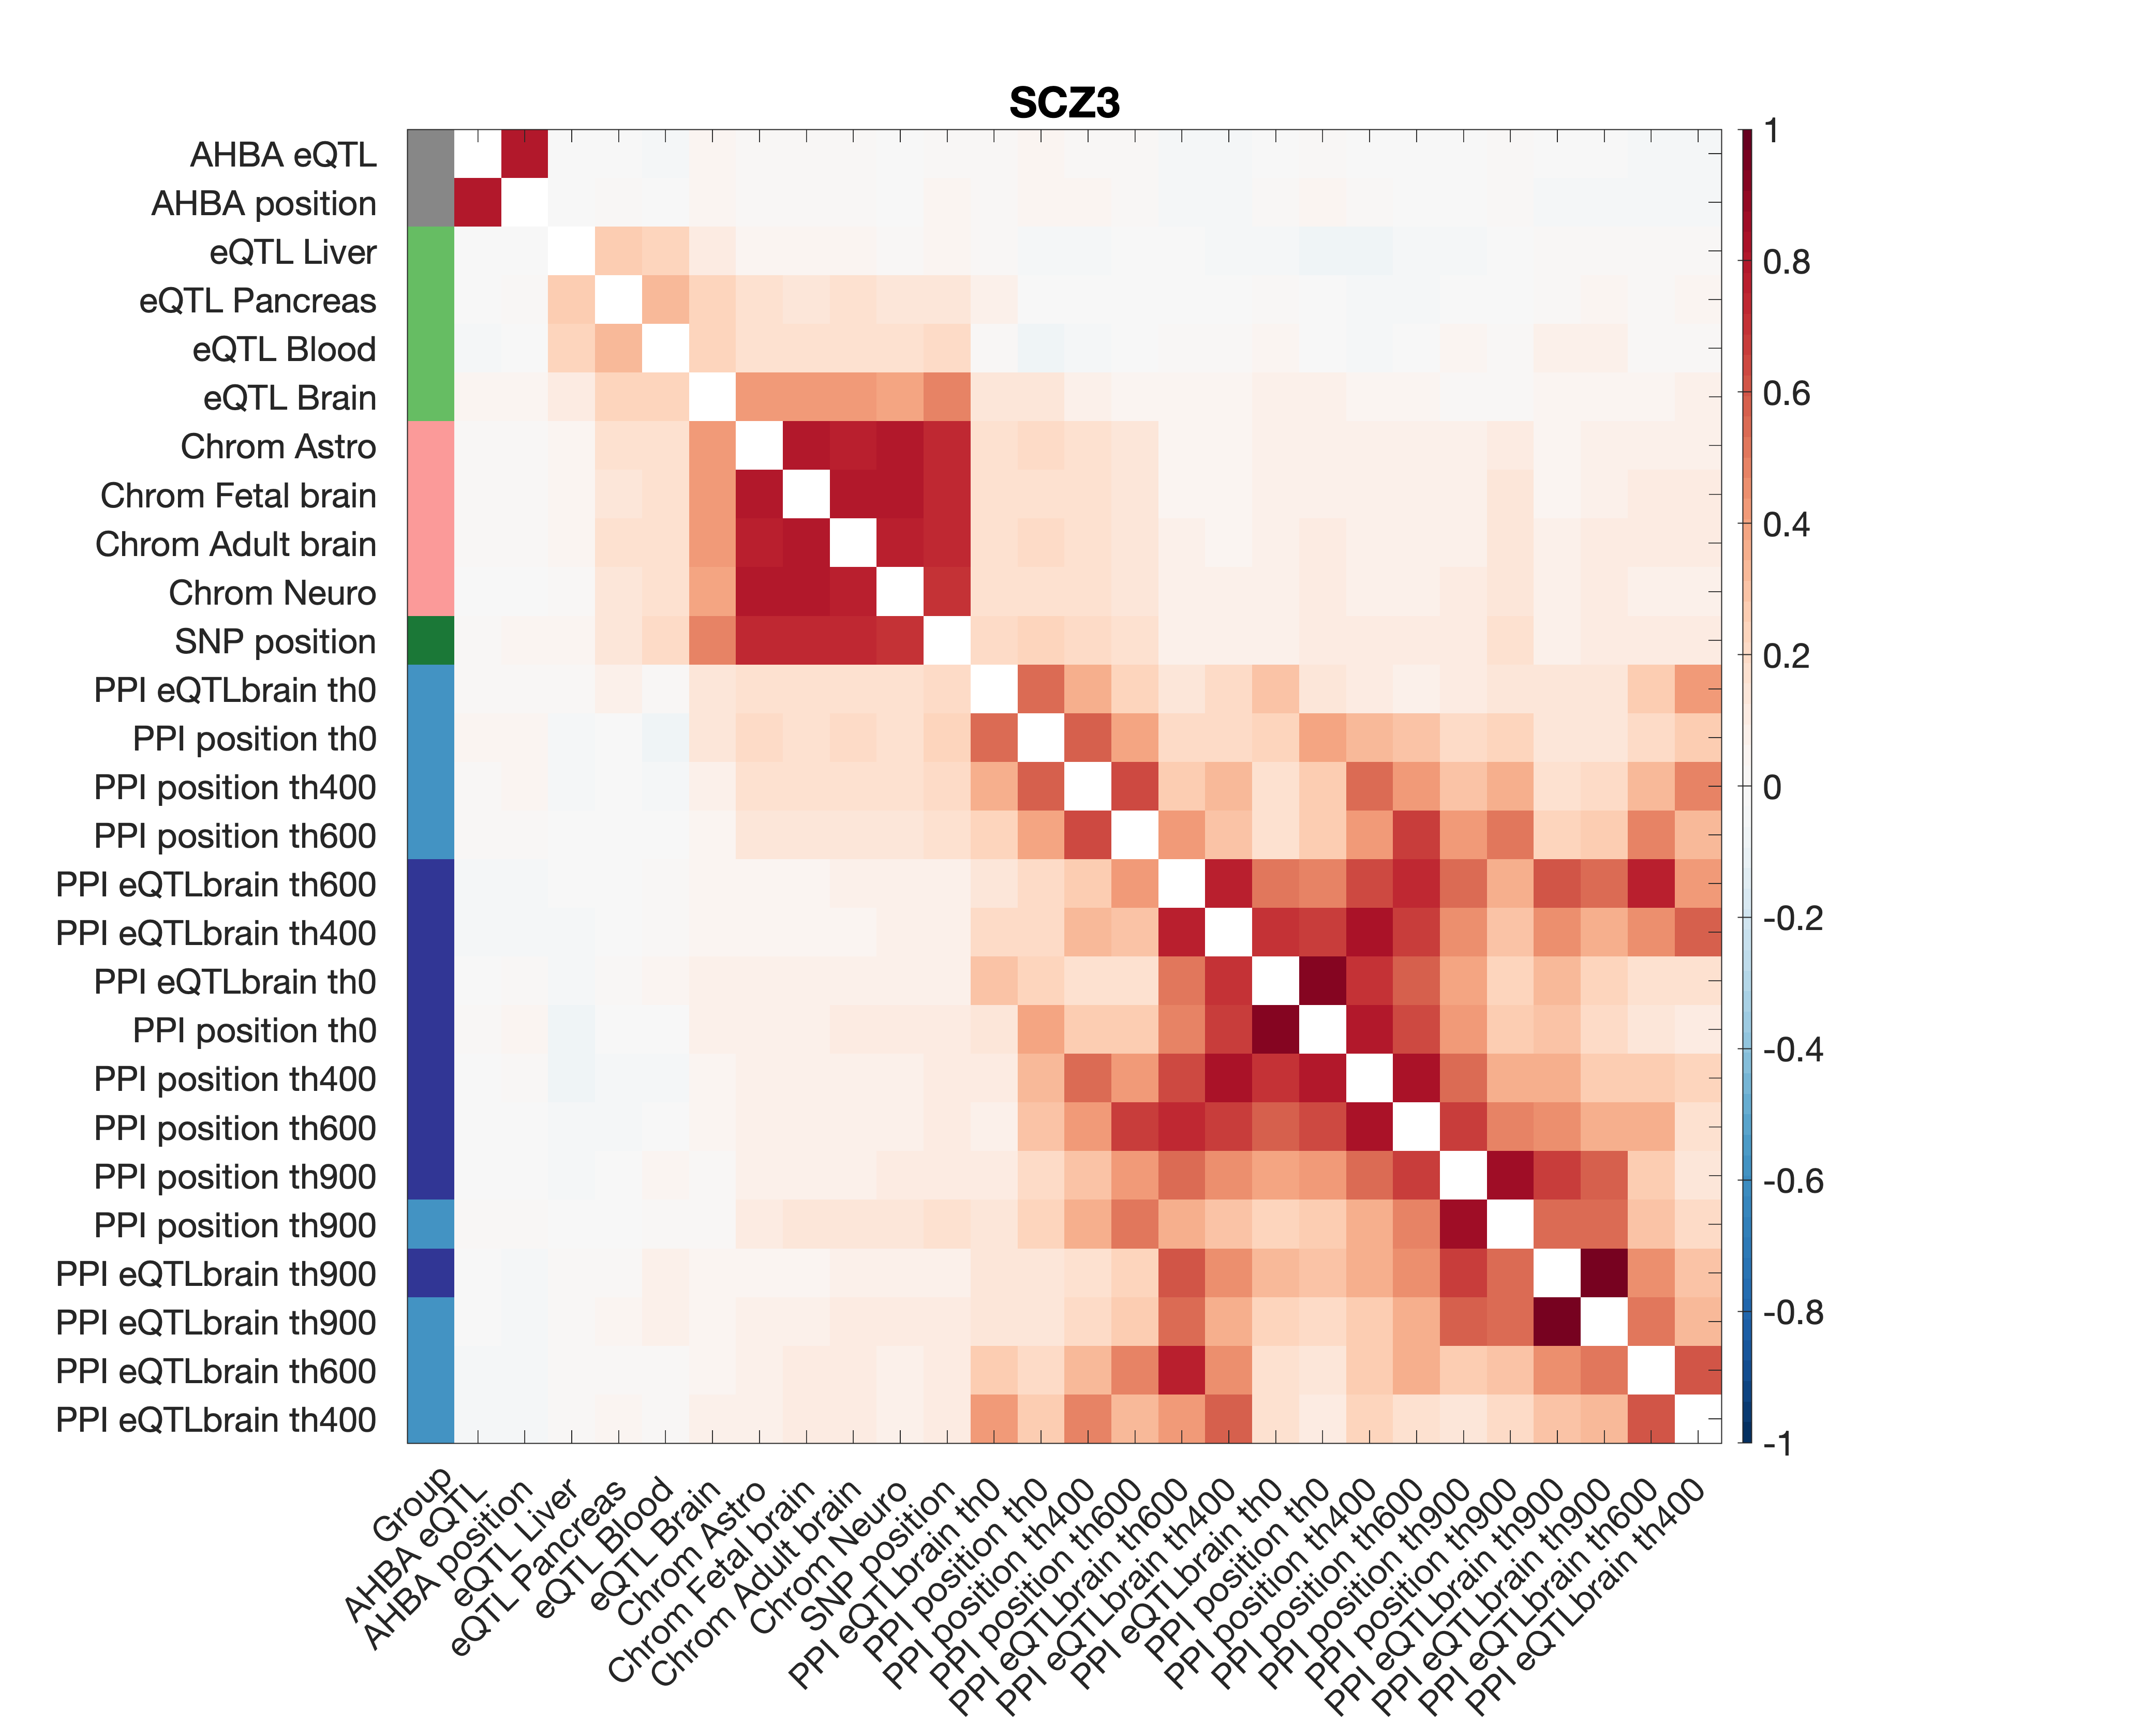 SCZ3
AHBA eQTL
AHBA position
eQTL Liver
eQTL Pancreas
eQTL Blood
eQTL Brain
Chrom Astro
Chrom Fetal brain
Chrom Adult brain
Chrom Neuro
SNP position
PPI eQTLbrain th0
PPI position th0
PPI position th400
PPI position th600
PPI eQTLbrain th600
PPI eQTLbrain th400
PPI eQTLbrain th0
PPI position th0
PPI position th400
PPI position th600
PPI position th900
PPI position th900
PPI eQTLbrain th900
PPI eQTLbrain th900
PPI eQTLbrain th600
PPI eQTLbrain th400
1
0.8
0.6
0.4
0.2
0
-0.2
-0.4
-0.6
-0.8
-1
Group
AHBA eQTL
AHBA position
eQTL Liver
eQTL Pancreas
eQTL Blood
eQTL Brain
Chrom Astro
Chrom Fetal brain
Chrom Adult brain
Chrom Neuro
SNP position
PPI eQTLbrain th0
PPI position th0
PPI position th400
PPI position th600
PPI eQTLbrain th600
PPI eQTLbrain th400
PPI eQTLbrain th0
PPI position th0
PPI position th400
PPI position th600
PPI position th900
PPI position th900
PPI eQTLbrain th900
PPI eQTLbrain th900
PPI eQTLbrain th600
PPI eQTLbrain th400